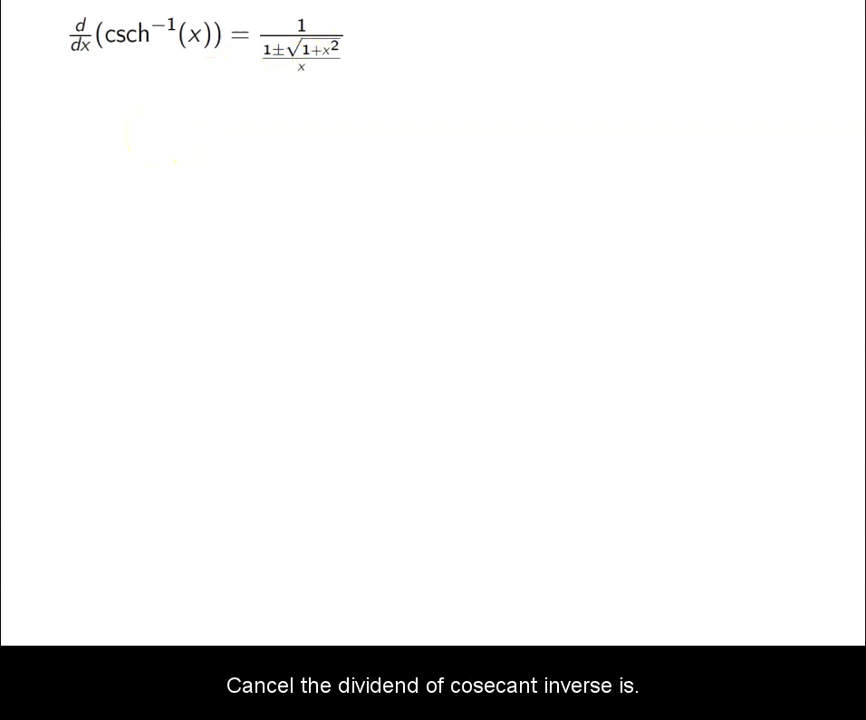 d/dx (csch⁻¹(x)) = 1 / ((1±√(1+x²))/x)
Cancel the dividend of cosecant inverse is.